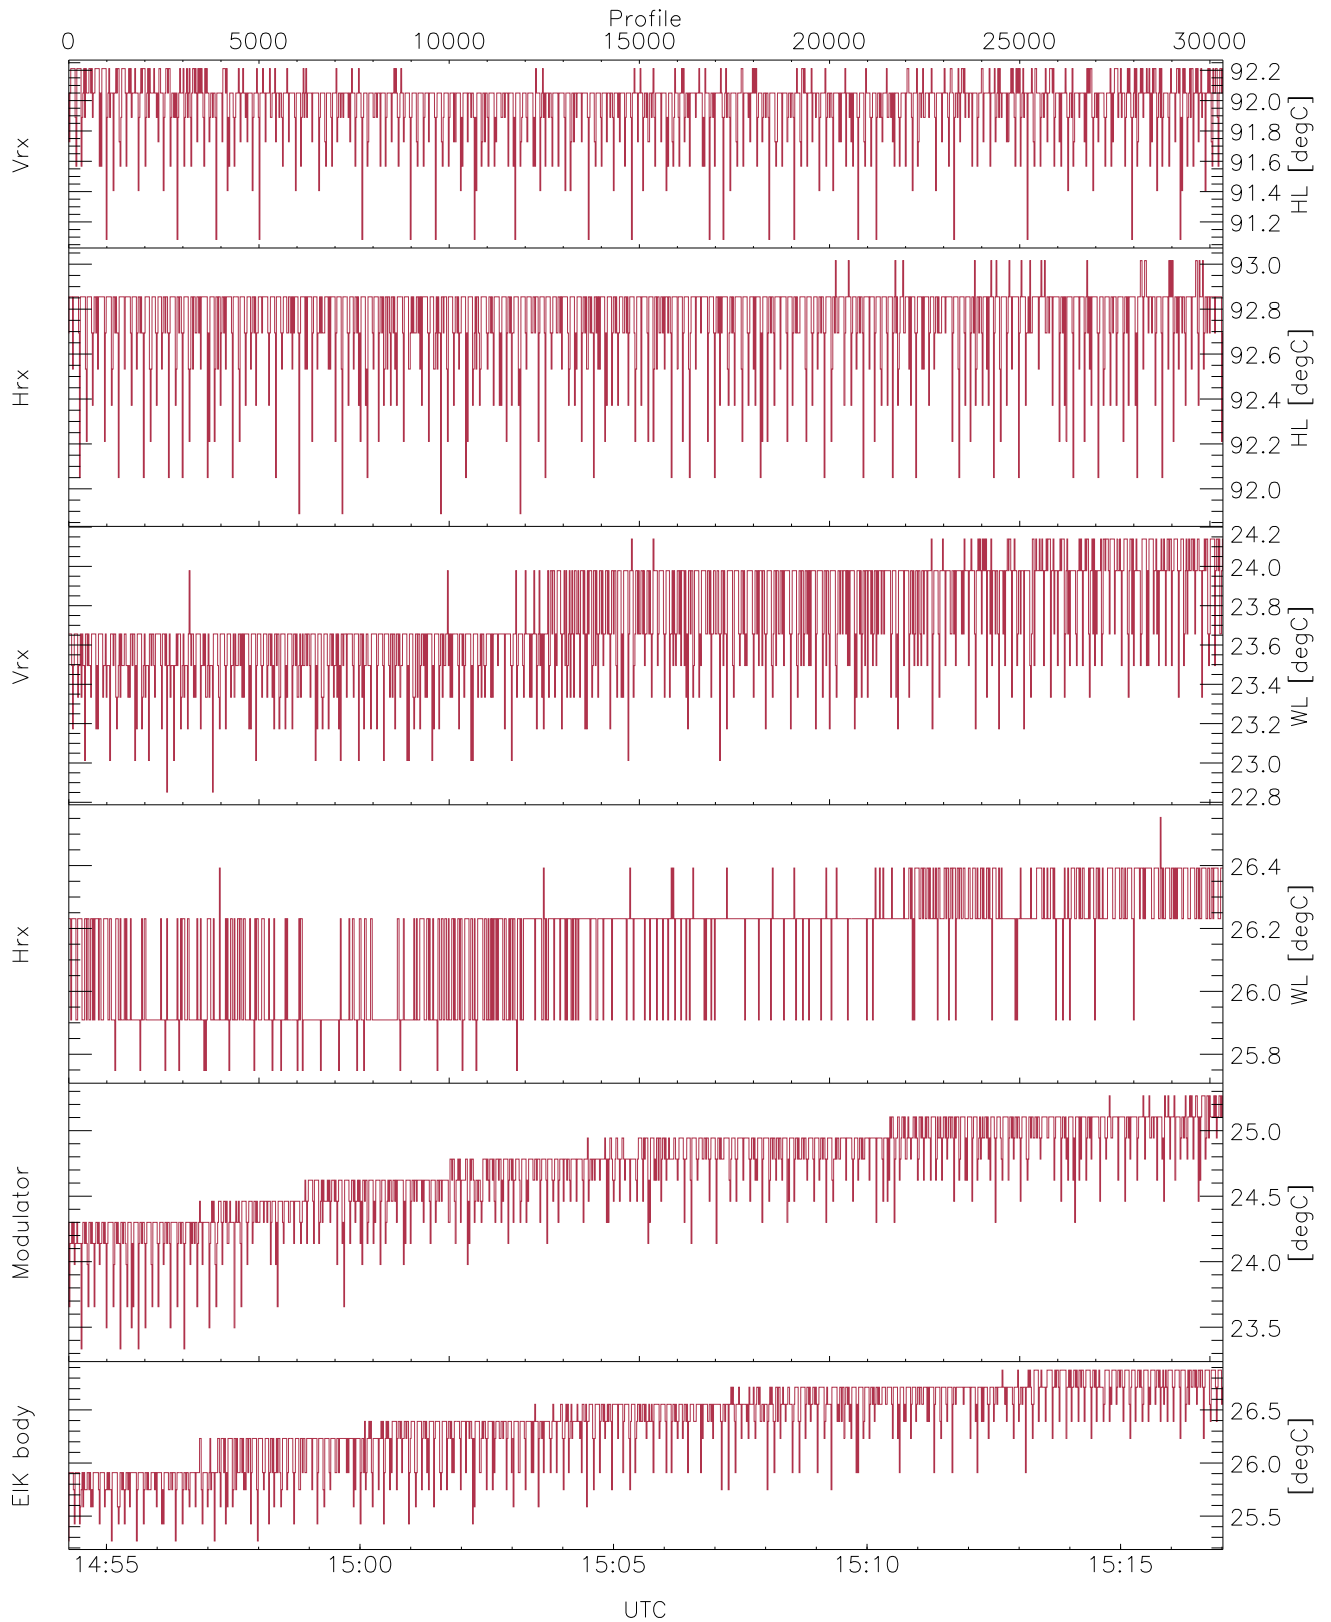 Profile
0 5000 10000 15000 20000 25000 30000
Vrx
92.2
92.0
91.8
91.6
91.4
91.2
HL [degC]
Hrx
93.0
92.8
92.6
92.4
92.2
92.0
HL [degC]
Vrx
24.2
24.0
23.8
23.6
23.4
23.2
23.0
22.8
WL [degC]
Hrx
26.4
26.2
26.0
25.8
WL [degC]
Modulator
25.0
24.5
24.0
23.5
[degC]
EIK body
26.5
26.0
25.5
[degC]
14:55 15:00 15:05 15:10 15:15
UTC